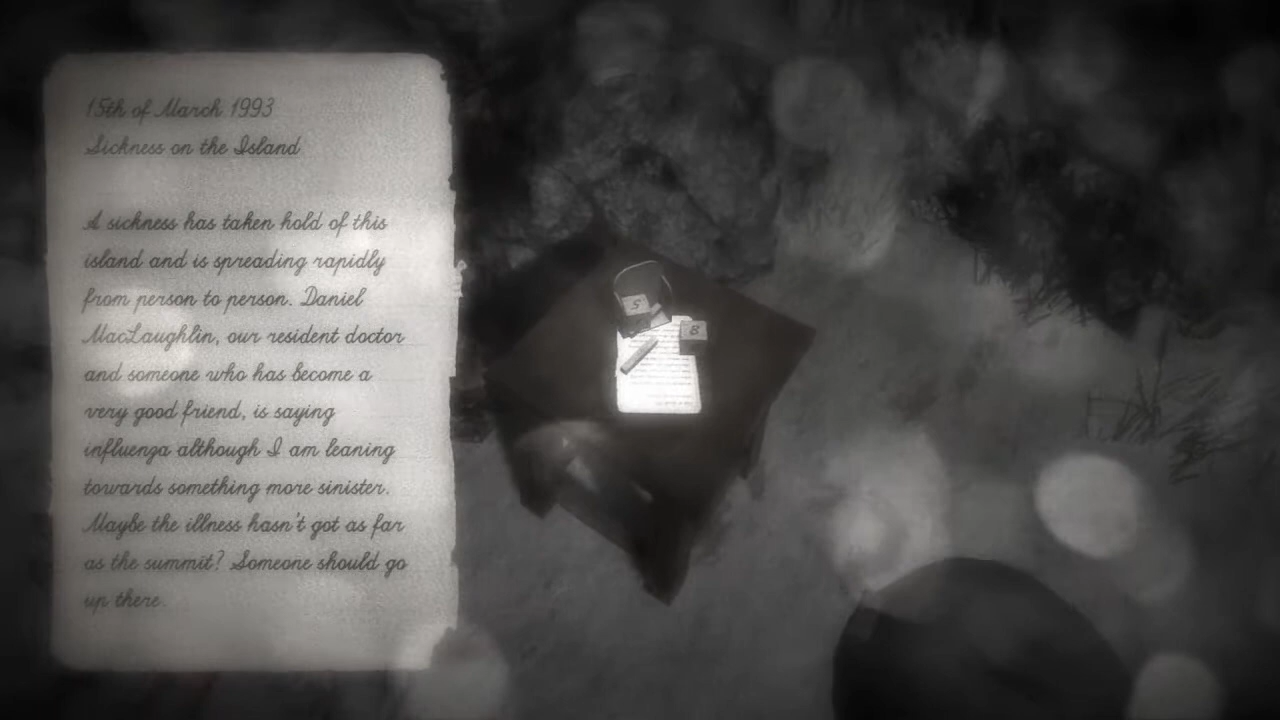 15th of March 1993
Sickness on the Island
A sickness has taken hold of this
island and is spreading rapidly
from person to person. Daniel
MacLaughlin, our resident doctor
and someone who has become a
very good friend, is saying
influenza although I am leaning
towards something more sinister.
Maybe the illness hasn't got as far
as the summit? Someone should go
up there.
S
B